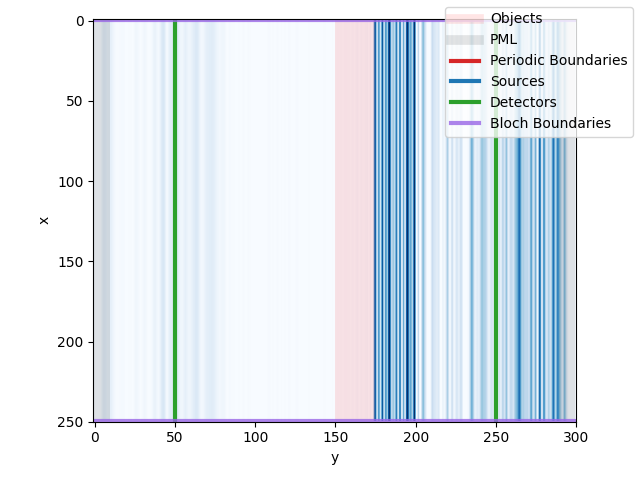 Objects
PML
Periodic Boundaries
Sources
Detectors
Bloch Boundaries
0
50
100
150
200
250
x
0
50
100
150
200
250
300
y